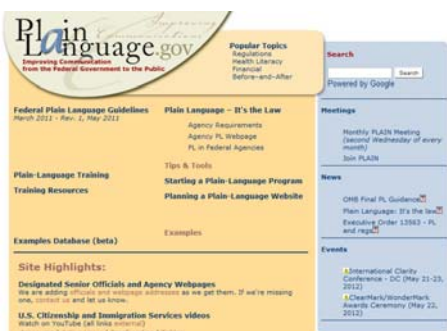 Plain Language.gov
Improving Communication
from the Federal Government to the Public
Popular Topics
Regulations
Health Literacy
Financial
Before-and-After
Federal Plain Language Guidelines
March 2011 - Rev. 1, May 2011
Plain Language – It's the Law
Agency Requirements
Agency PL Webpage
PL in Federal Agencies
Tips & Tools
Plain-Language Training
Starting a Plain-Language Program
Training Resources
Planning a Plain-Language Website
Examples
Examples Database (beta)
Site Highlights:
Designated Senior Officials and Agency Webpages
We are adding officials and webpage addresses as we get them. If we're missing
one, contact us and let us know.
U.S. Citizenship and Immigration Services videos
Watch on YouTube (all links external)
Search
Search
Powered by Google
Meetings
Monthly PLAIN Meeting
(second Wednesday of every
month)
Join PLAIN
News
OMB Final PL Guidance
Plain Language: It's the law
Executive Order 13563 - PL
and regs
Events
International Clarity
Conference - DC (May 21-23,
2012)
ClearMark/WonderMark
Awards Ceremony (May 22,
2012)